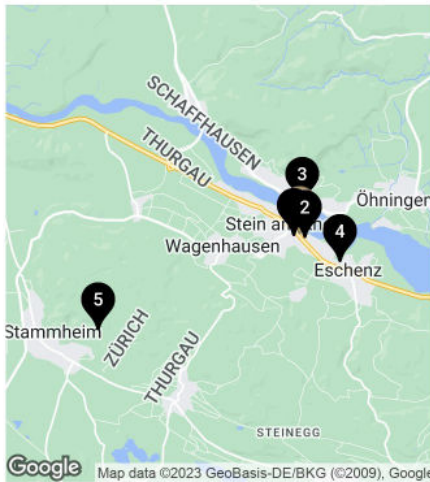 SCHAFFHAUSEN
THURGAU
3
Öhningen
2
Stein am
4
Wagenhausen
Eschenz
5
Stammheim
ZÜRICH
THURGAU
STEINEGG
Google
Map data ©2023 GeoBasis-DE/BKG (©2009), Google